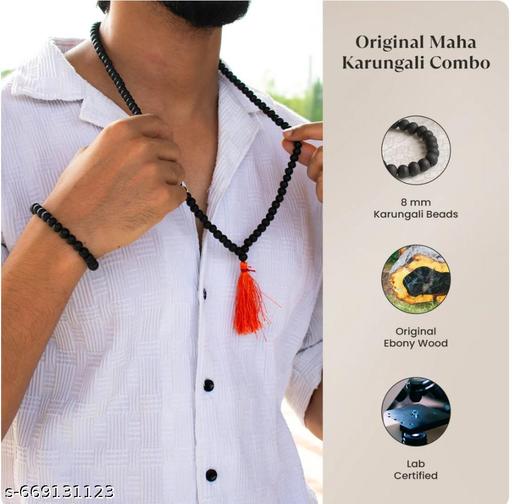 Original Maha
Karungali Combo
8 mm
Karungali Beads
Original
Ebony Wood
Lab
Certified
s-669131123